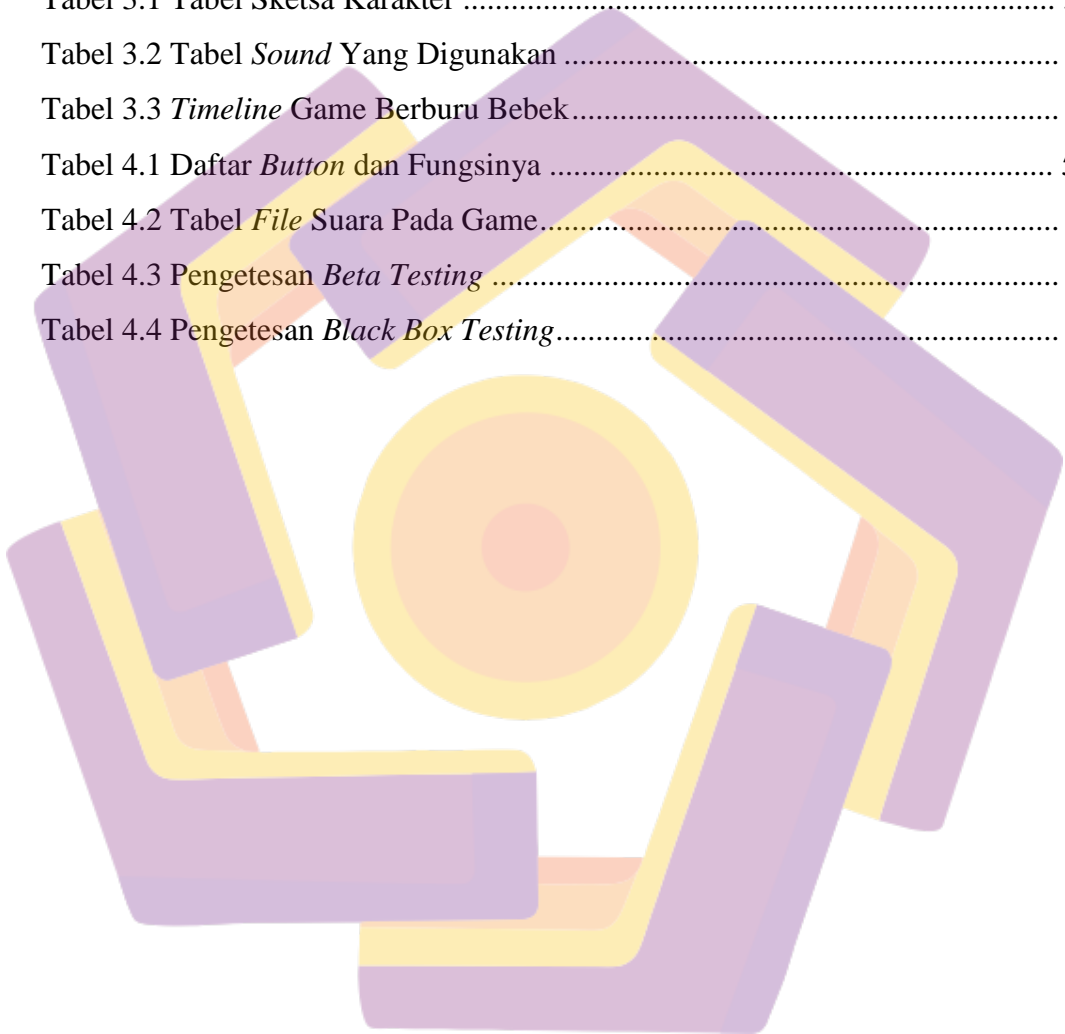 Tabel 3.1 Tabel Sketsa Karakter ..............................................................................
Tabel 3.2 Tabel Sound Yang Digunakan .................................................................
Tabel 3.3 Timeline Game Berburu Bebek................................................................
Tabel 4.1 Daftar Button dan Fungsinya ...................................................................
Tabel 4.2 Tabel File Suara Pada Game....................................................................
Tabel 4.3 Pengetesan Beta Testing ..........................................................................
Tabel 4.4 Pengetesan Black Box Testing..................................................................